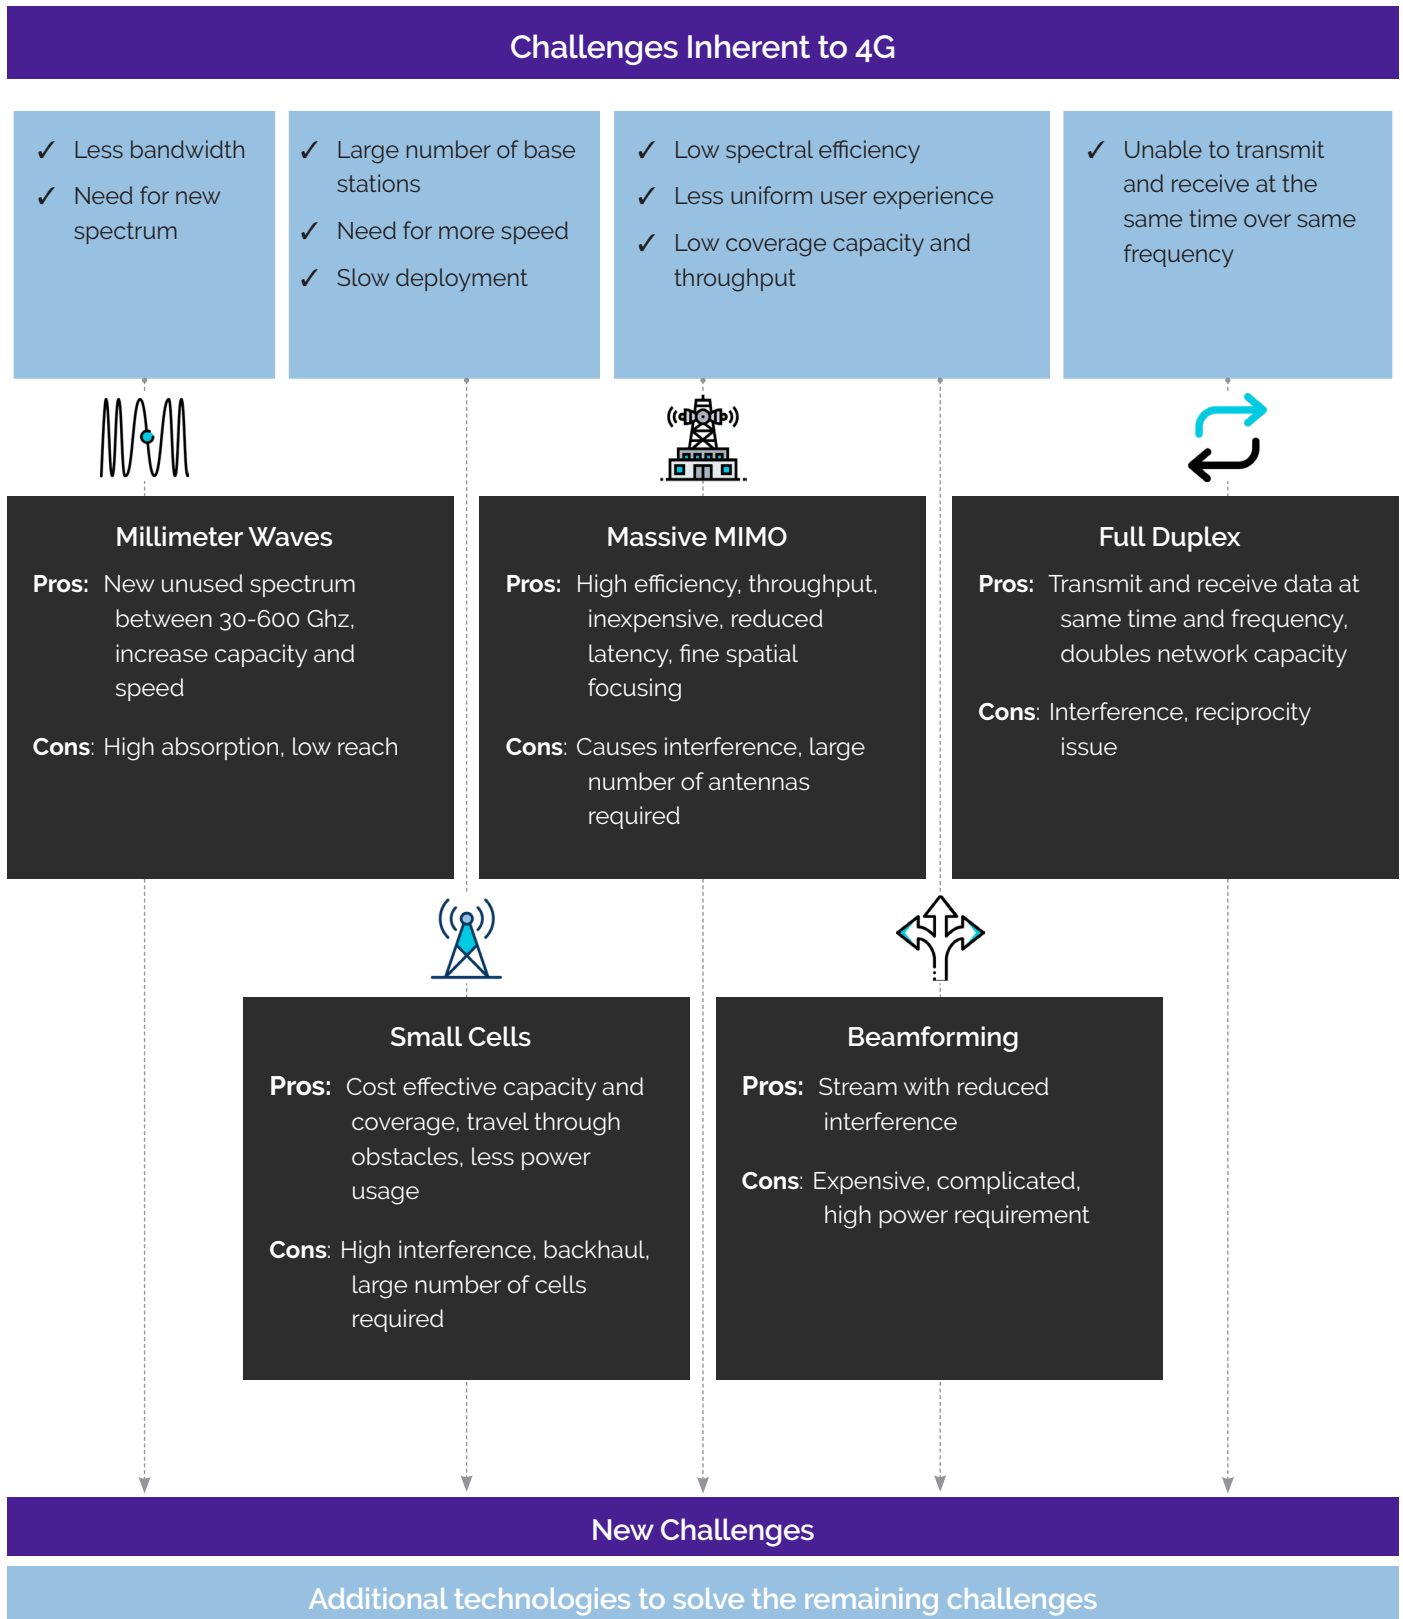 Challenges Inherent to 4G
✓ Less bandwidth
✓ Need for new
spectrum
✓ Large number of base
stations
✓ Need for more speed
✓ Slow deployment
✓ Low spectral efficiency
✓ Less uniform user experience
✓ Low coverage capacity and
throughput
✓ Unable to transmit
and receive at the
same time over same
frequency
Millimeter Waves
Pros: New unused spectrum
between 30-600 Ghz,
increase capacity and
speed
Cons: High absorption, low reach
Massive MIMO
Pros: High efficiency, throughput,
inexpensive, reduced
latency, fine spatial
focusing
Cons: Causes interference, large
number of antennas
required
Full Duplex
Pros: Transmit and receive data at
same time and frequency,
doubles network capacity
Cons: Interference, reciprocity
issue
Small Cells
Pros: Cost effective capacity and
coverage, travel through
obstacles, less power
usage
Cons: High interference, backhaul,
large number of cells
required
Beamforming
Pros: Stream with reduced
interference
Cons: Expensive, complicated,
high power requirement
New Challenges
Additional technologies to solve the remaining challenges